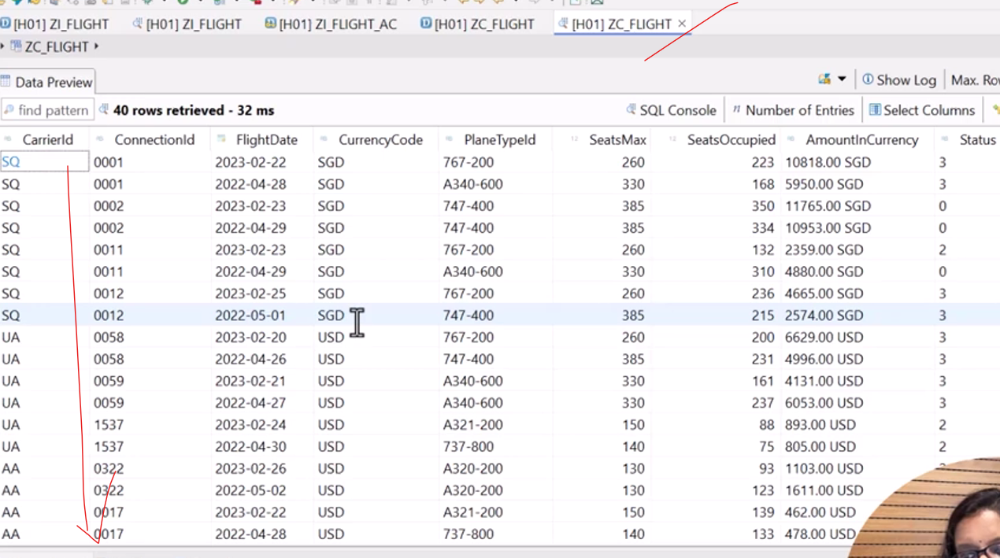 [H01] ZI_FLIGHT [H01] ZI_FLIGHT [H01] ZI_FLIGHT_AC [H01] ZC_FLIGHT [H01] ZC_FLIGHT
ZC_FLIGHT
Data Preview Show Log Max. Ro
find pattern 40 rows retrieved - 32 ms SQL Console Number of Entries Select Columns
CarrierId ConnectionId FlightDate CurrencyCode PlaneTypeId SeatsMax SeatsOccupied AmountInCurrency Status
SQ 0001 2023-02-22 SGD 767-200 260 223 10818.00 SGD 3
SQ 0001 2022-04-28 SGD A340-600 330 168 5950.00 SGD 3
SQ 0002 2023-02-23 SGD 747-400 385 350 11765.00 SGD 0
SQ 0002 2022-04-29 SGD 747-400 385 334 10953.00 SGD 0
SQ 0011 2023-02-23 SGD 767-200 260 132 2359.00 SGD 2
SQ 0011 2022-04-29 SGD A340-600 330 310 4880.00 SGD 0
SQ 0012 2023-02-25 SGD 767-200 260 236 4665.00 SGD 3
SQ 0012 2022-05-01 SGD 747-400 385 215 2574.00 SGD 3
UA 0058 2023-02-20 USD 767-200 260 200 6629.00 USD 3
UA 0058 2022-04-26 USD 747-400 385 231 4996.00 USD 3
UA 0059 2023-02-21 USD A340-600 330 161 4131.00 USD 3
UA 0059 2022-04-27 USD A340-600 330 237 6053.00 USD 3
UA 1537 2023-02-24 USD A321-200 150 88 893.00 USD 2
UA 1537 2022-04-30 USD 737-800 140 75 805.00 USD 2
AA 0322 2023-02-26 USD A320-200 130 93 1103.00 USD
AA 0322 2022-05-02 USD A320-200 130 123 1611.00 USD
AA 0017 2023-02-22 USD A321-200 150 139 462.00 USD
AA 0017 2022-04-28 USD 737-800 140 133 478.00 USD